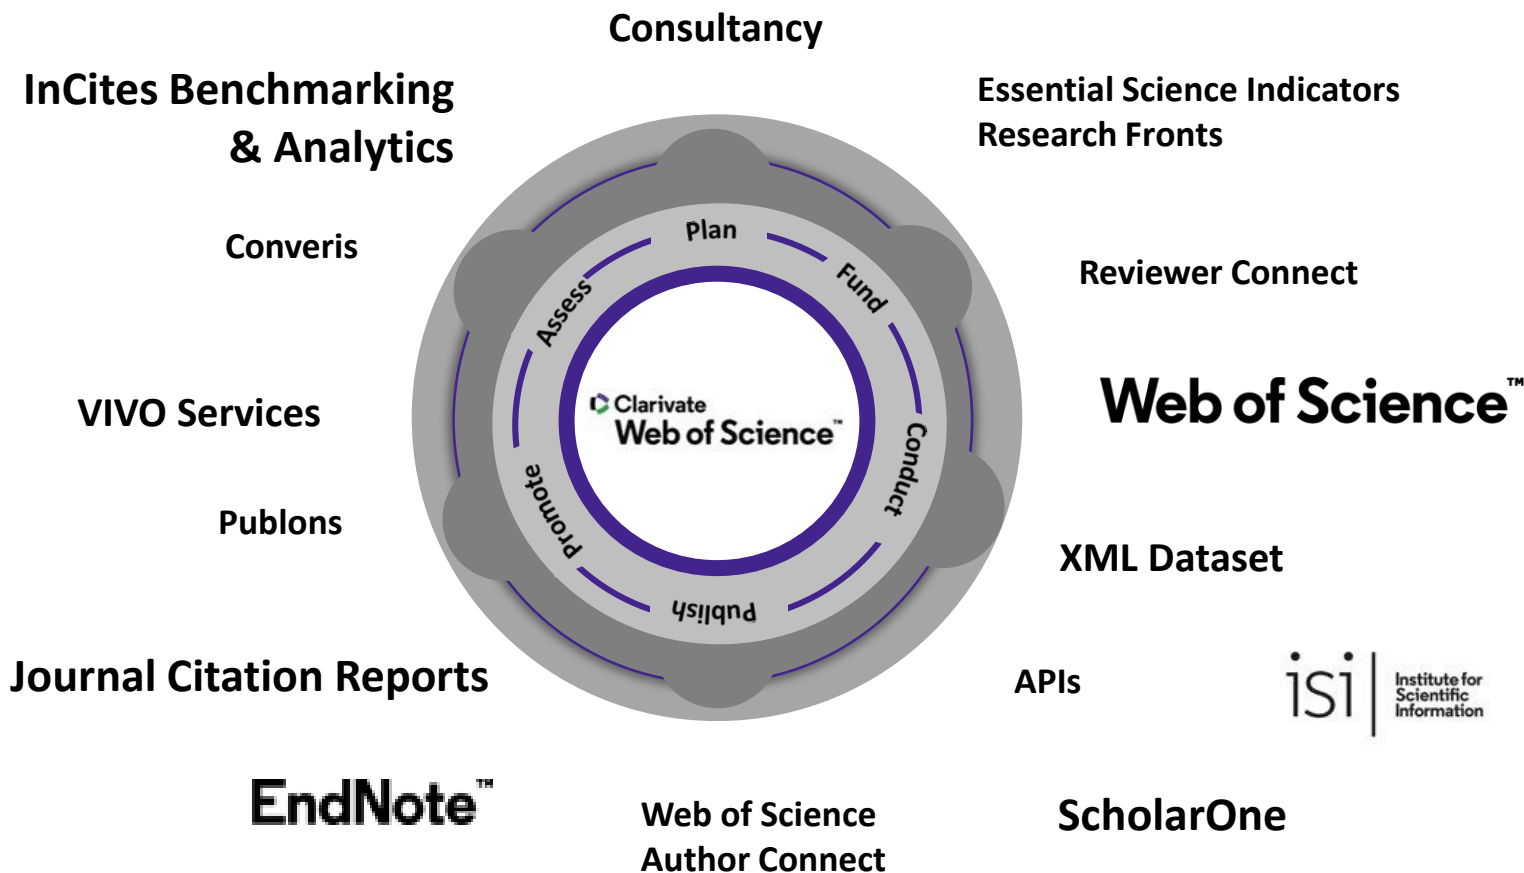 Consultancy
InCites Benchmarking
& Analytics
Essential Science Indicators
Research Fronts
Converis
Reviewer Connect
Plan
Fund
Conduct
Publish
Promote
Assess
Clarivate
Web of Science™
VIVO Services
Web of Science™
Publons
XML Dataset
Journal Citation Reports
APIs
isi
Institute for
Scientific
Information
EndNote™
Web of Science
Author Connect
ScholarOne